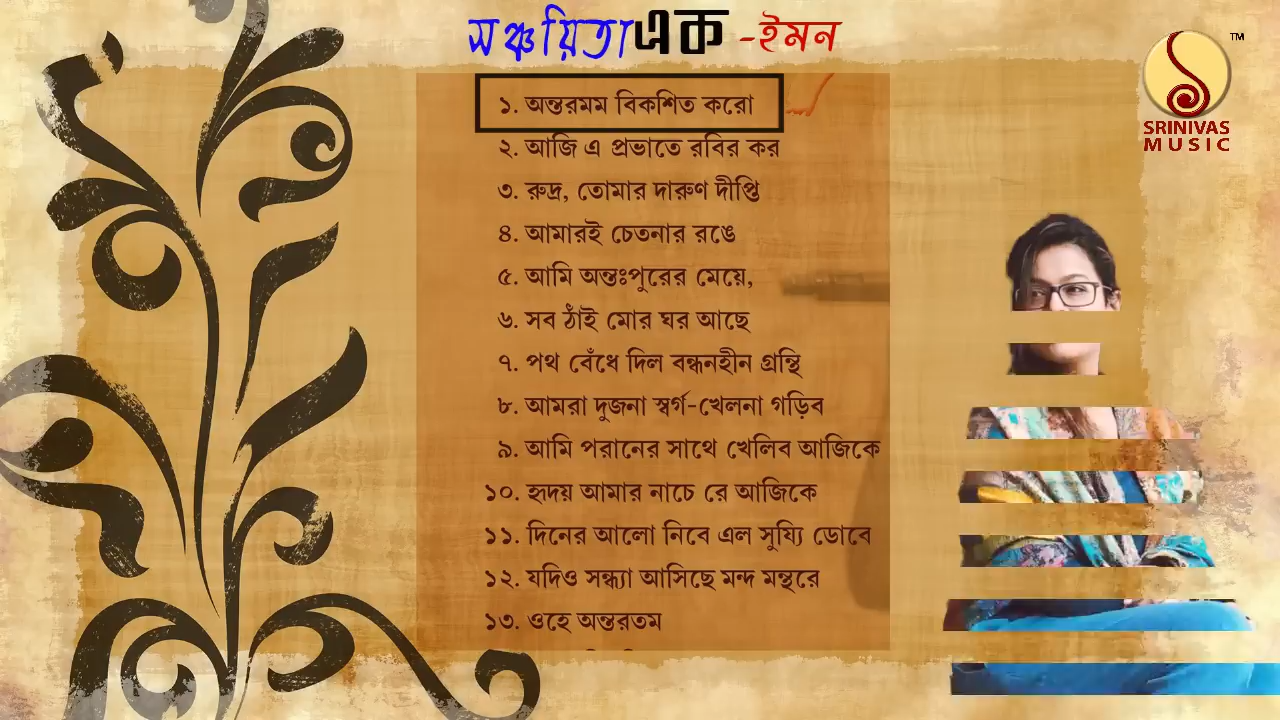 সঞ্চয়িতা এক - ইমন
TM
SRINIVAS
MUSIC
১. অন্তরমম বিকশিত করো
২. আজি এ প্রভাতে রবির কর
৩. রুদ্র, তোমার দারুণ দীপ্তি
৪. আমারই চেতনার রঙে
৫. আমি অন্তঃপুরের মেয়ে,
৬. সব ঠাঁই মোর ঘর আছে
৭. পথ বেঁধে দিল বন্ধনহীন গ্রন্থি
৮. আমরা দুজনা স্বর্গ-খেলনা গড়িব
৯. আমি পরানের সাথে খেলিব আজিকে
১০. হৃদয় আমার নাচে রে আজিকে
১১. দিনের আলো নিবে এল সুয্যি ডোবে
১২. যদিও সন্ধ্যা আসিছে মন্দ মন্থরে
১৩. ওহে অন্তরতম